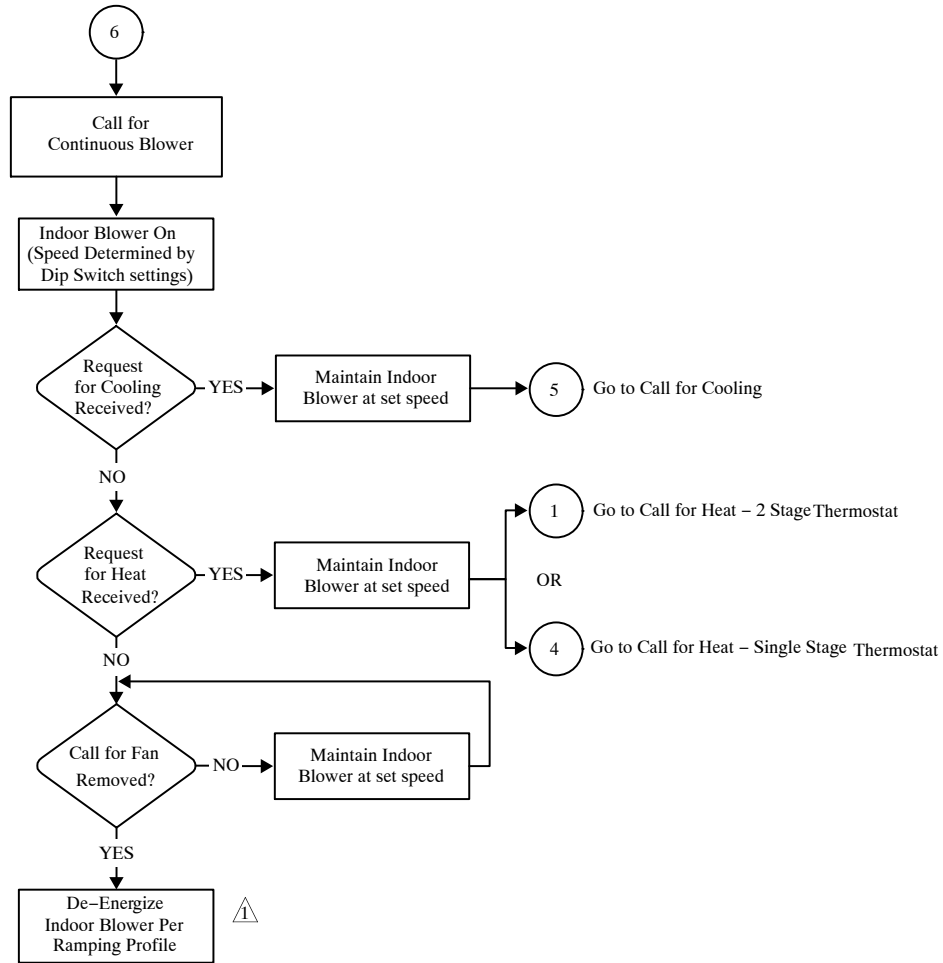 6
Call for
Continuous Blower
Indoor Blower On
(Speed Determined by
Dip Switch settings)
Request
for Cooling
Received?
YES
Maintain Indoor
Blower at set speed
5
Go to Call for Cooling
NO
Request
for Heat
Received?
YES
Maintain Indoor
Blower at set speed
1
Go to Call for Heat − 2 Stage Thermostat
OR
4
Go to Call for Heat − Single Stage Thermostat
NO
Call for Fan
Removed?
NO
Maintain Indoor
Blower at set speed
YES
De−Energize
Indoor Blower Per
Ramping Profile
1